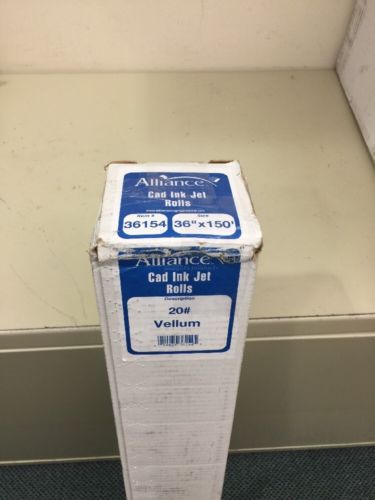 Alliance
Cad Ink Jet
Rolls
Item # Size
36154 36"x150'
Alliance
Cad Ink Jet
Rolls
Description
20#
Vellum